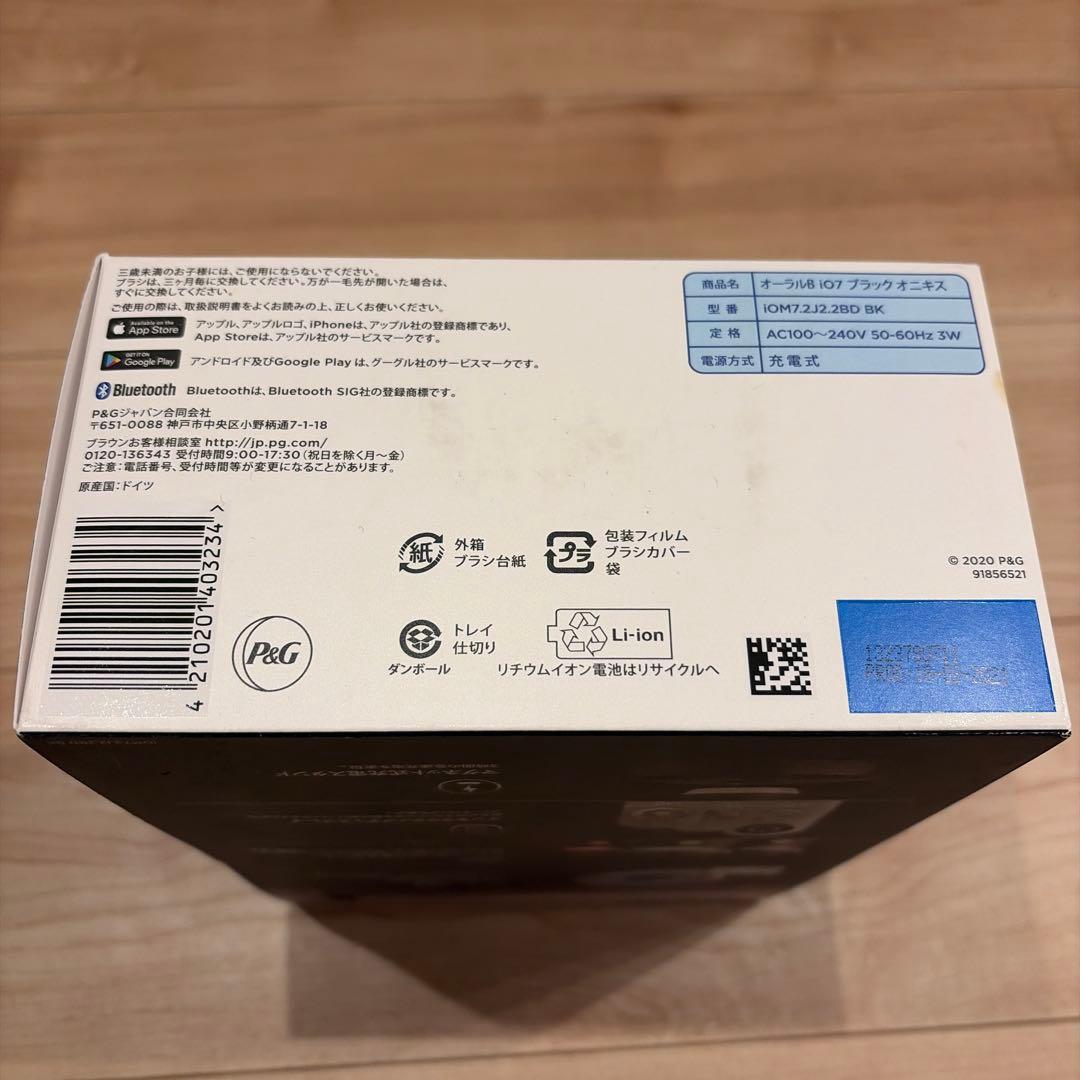 三歳未満のお子様には、ご使用にならないでください。
ブラシは、三ヶ月毎に交換してください。万が一毛先が開いた場合は、
すぐに交換してください。
ご使用の際は、取扱説明書をよくお読みの上、正しくお使いください。
Available on the
App Store
アップル、アップルロゴ、iPhoneは、アップル社の登録商標であり、
App Storeは、アップル社のサービスマークです。
GET IT ON
Google Play
アンドロイド及びGoogle Play は、グーグル社のサービスマークです。
Bluetooth
Bluetoothは、Bluetooth SIG社の登録商標です。
P&Gジャパン合同会社
〒651-0088 神戸市中央区小野柄通7-1-18
ブラウンお客様相談室 http://jp.pg.com/
0120-136343 受付時間9:00-17:30（祝日を除く月〜金）
ご注意：電話番号、受付時間等が変更になることがあります。
原産国：ドイツ
商品名 オーラルB iO7 ブラック オニキス
型番 iOM7.2J2.2BD BK
定格 AC100〜240V 50-60Hz 3W
電源方式 充電式
4 210201 403234 >
紙
外箱
ブラシ台紙
プラ
包装フィルム
ブラシカバー
袋
© 2020 P&G
91856521
P&G
ダンボール
トレイ
仕切り
Li-ion
リチウムイオン電池はリサイクルへ
マグネット式充電スタンド